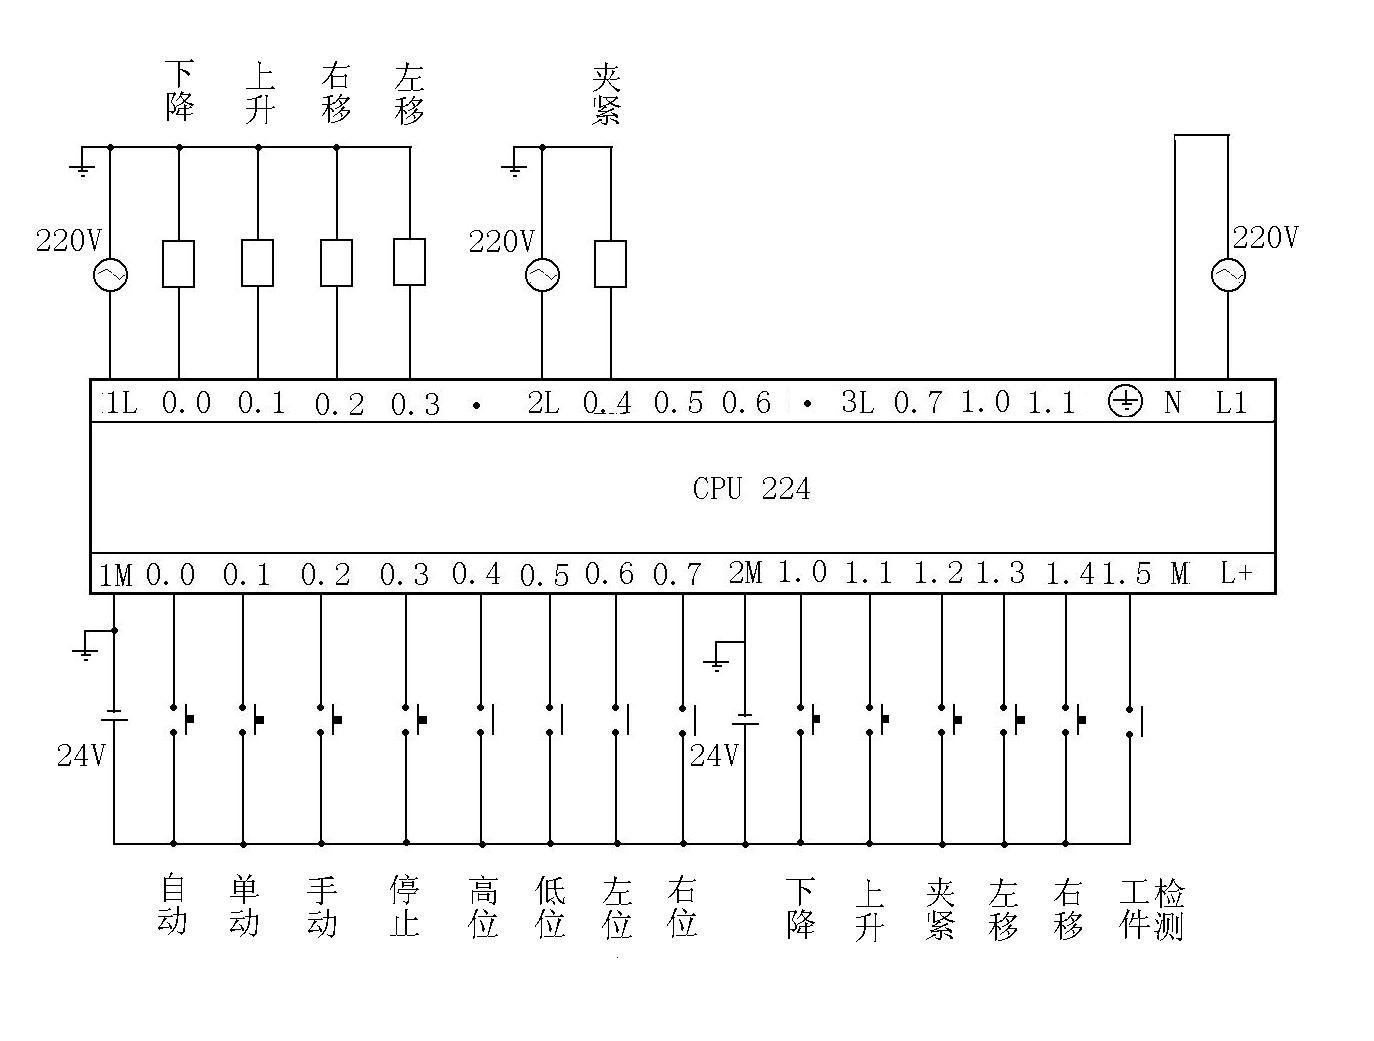 下降 上升 右移 左移 夹紧
220V 220V 220V
1L 0.0 0.1 0.2 0.3 • 2L 0.4 0.5 0.6 • 3L 0.7 1.0 1.1 N L1
CPU 224
1M 0.0 0.1 0.2 0.3 0.4 0.5 0.6 0.7 2M 1.0 1.1 1.2 1.3 1.4 1.5 M L+
24V 24V
自动 单动 手动 停止 高位 低位 左位 右位 下降 上升 夹紧 左移 右移 工件检测